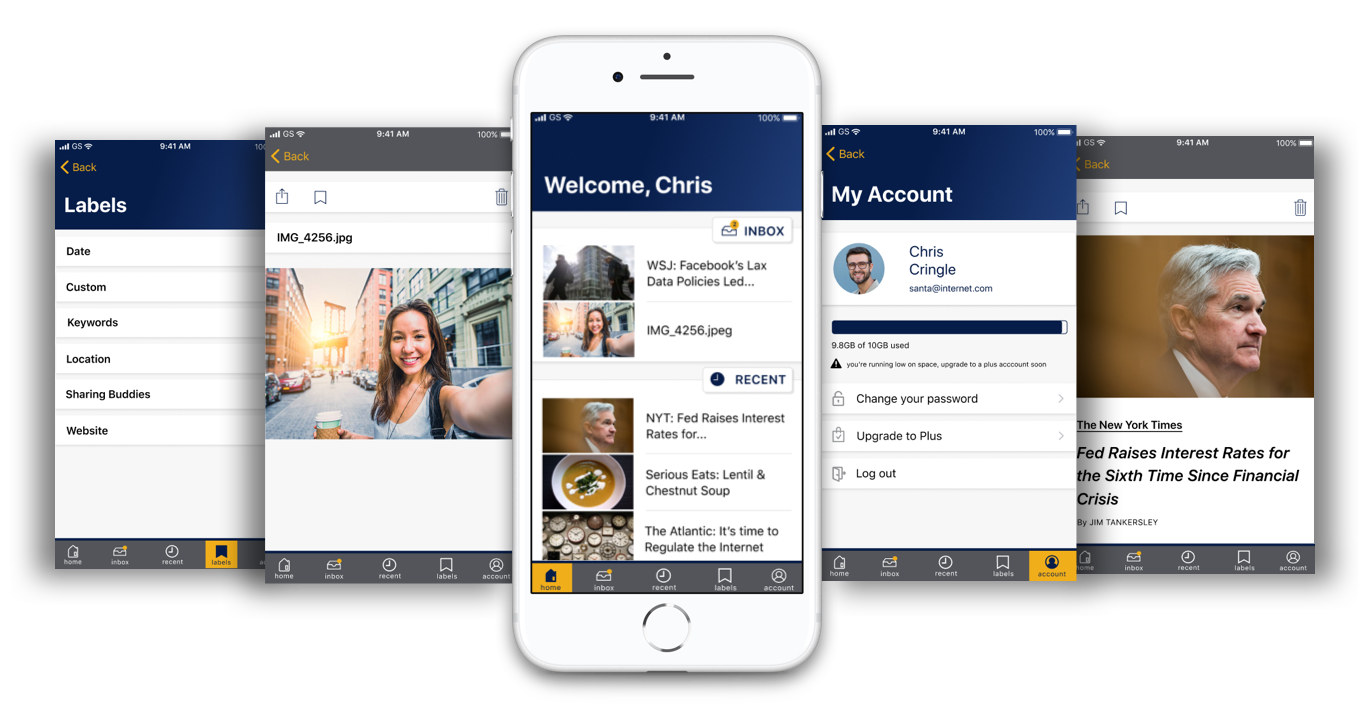 GS 9:41 AM 10
Back
Labels
Date
Custom
Keywords
Location
Sharing Buddies
Website
home inbox recent labels
GS 9:41 AM 100%
Back
IMG_4256.jpg
home inbox recent labels account
GS 9:41 AM 100%
Welcome, Chris
2
INBOX
WSJ: Facebook's Lax
Data Policies Led...
IMG_4256.jpeg
RECENT
NYT: Fed Raises Interest
Rates for...
Serious Eats: Lentil &
Chestnut Soup
The Atlantic: It's time to
Regulate the Internet
home inbox recent labels account
GS 9:41 AM 100%
Back
My Account
Chris
Cringle
santa@internet.com
9.8GB of 10GB used
you're running low on space, upgrade to a plus acccount soon
Change your password
Upgrade to Plus
Log out
home inbox recent labels account
GS 9:41 AM 100%
Back
The New York Times
Fed Raises Interest Rates for
the Sixth Time Since Financial
Crisis
By JIM TANKERSLEY
home inbox recent labels account